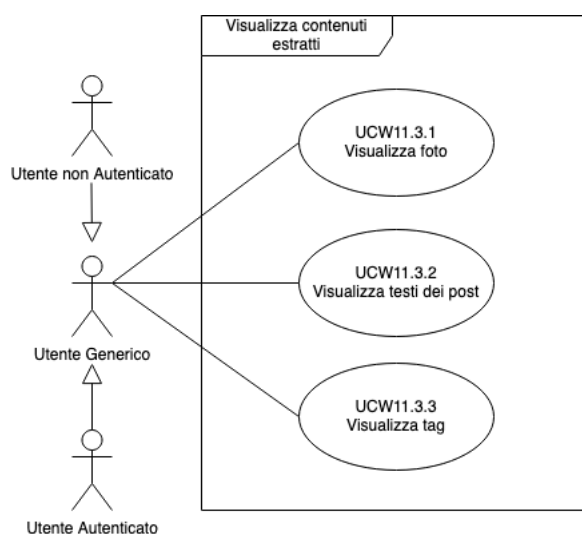 Visualizza contenuti
estratti
Utente non Autenticato
UCW11.3.1
Visualizza foto
Utente Generico
UCW11.3.2
Visualizza testi dei post
UCW11.3.3
Visualizza tag
Utente Autenticato